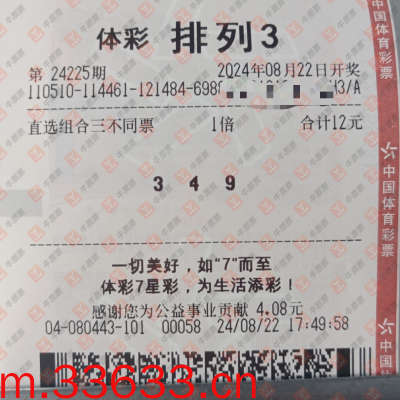 体彩 排列3
第 24225期 2024年08月22日开奖
110510-114461-121484-698 /A
直选组合三不同票 1倍 合计12元
3 4 9
一切美好，如“7”而至
体彩7星彩，为生活添彩！
感谢您为公益事业贡献 4.08元
04-080443-101 00058 24/08/22 17:49:58
m.33633.cn
中国体育彩票
中国体育彩票
中国体育